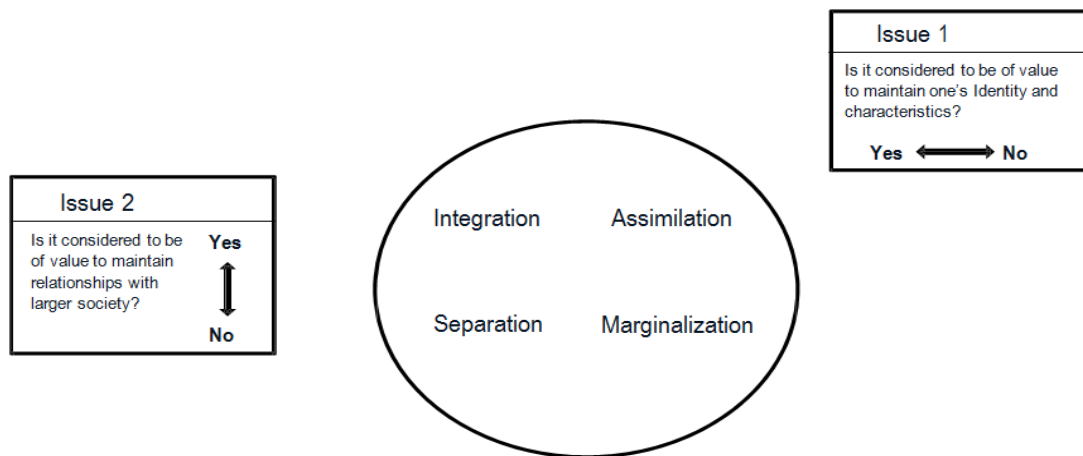 Issue 1
Is it considered to be of value
to maintain one's Identity and
characteristics?
Yes No
Issue 2
Is it considered to be
of value to maintain
relationships with
larger society?
Yes
No
Integration Assimilation
Separation Marginalization